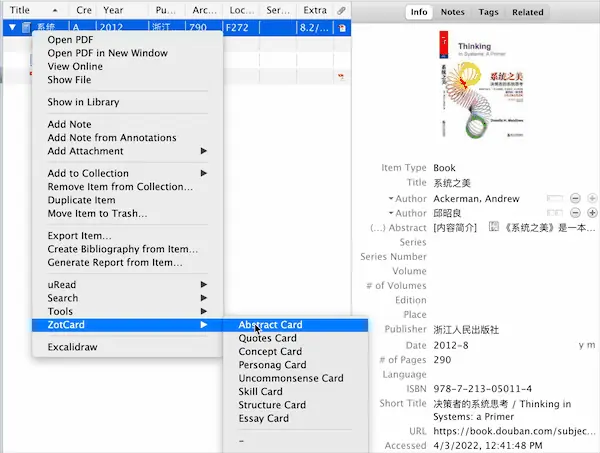 Title
Cre
Year
Pu...
Arc...
Loc...
Ser...
Extra
系统
A
2012
浙江
790
F272
8.2/...
Open PDF
Open PDF in New Window
View Online
Show File
Show in Library
Add Note
Add Note from Annotations
Add Attachment
Add to Collection
Remove Item from Collection...
Duplicate Item
Move Item to Trash...
Export Item...
Create Bibliography from Item...
Generate Report from Item...
uRead
Search
Tools
ZotCard
Excalidraw
Abstract Card
Quotes Card
Concept Card
Personag Card
Uncommonsense Card
Skill Card
Structure Card
Essay Card
–
Info
Notes
Tags
Related
Thinking
in Systems: A Primer
系统之美
决策者的系统思考
Item Type Book
Title 系统之美
Author Ackerman, Andrew
Author 邱昭良
(...) Abstract [内容简介] 《系统之美》是一本...
Series
Series Number
Volume
# of Volumes
Edition
Place
Publisher 浙江人民出版社
Date 2012-8 y m
# of Pages 290
Language
ISBN 978-7-213-05011-4
Short Title 决策者的系统思考 / Thinking in
Systems: a Primer
URL https://book.douban.com/subjec...
Accessed 4/3/2022, 12:41:48 PM